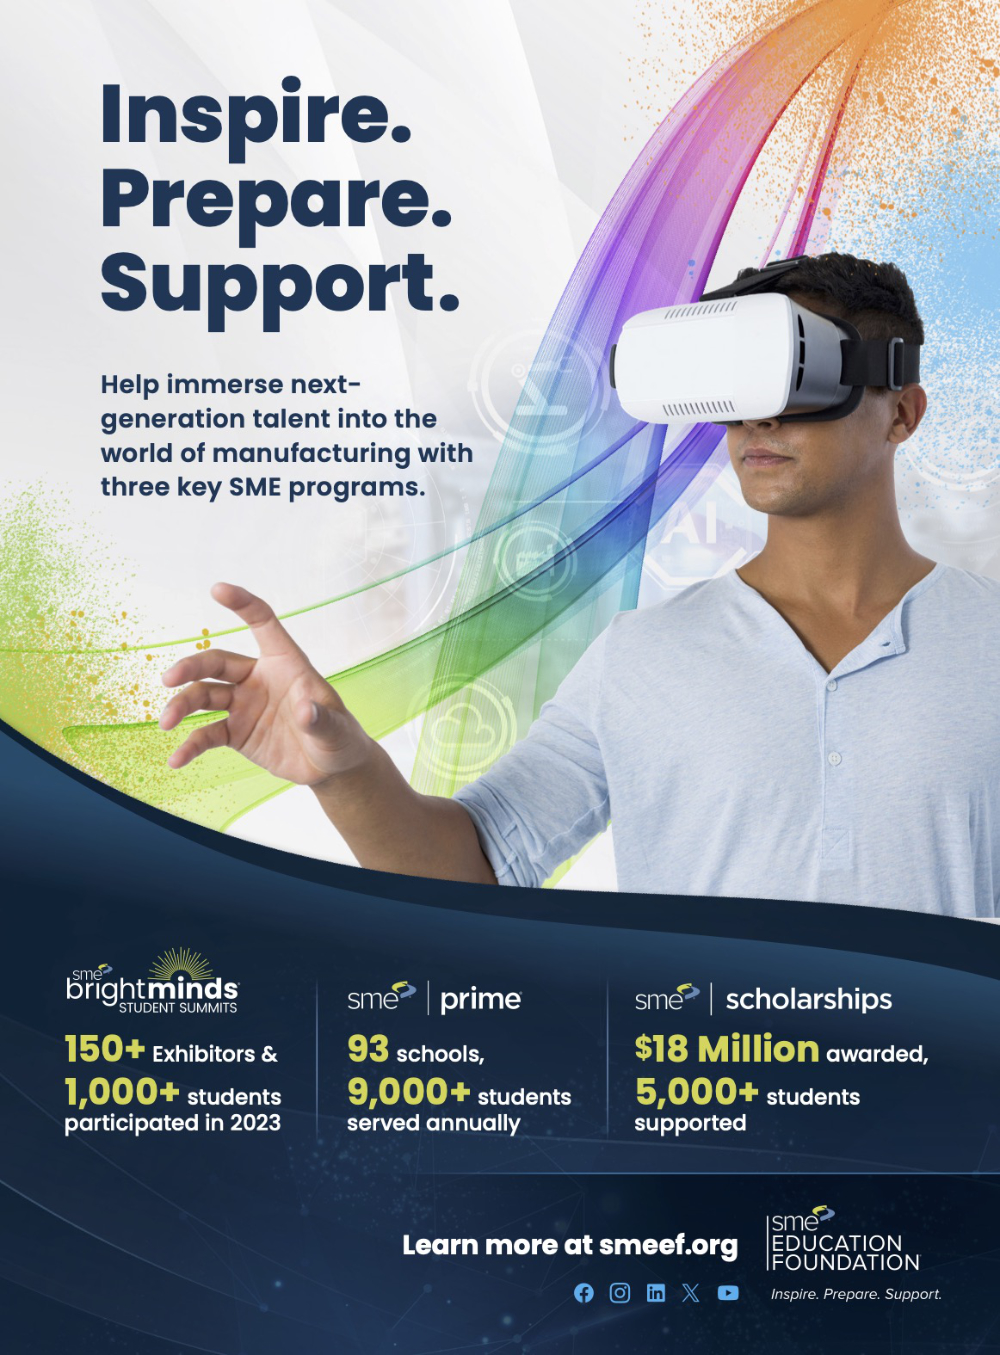 Inspire.
Prepare.
Support.
Help immerse next-
generation talent into the
world of manufacturing with
three key SME programs.
AI
sme
brightminds
STUDENT SUMMITS
150+ Exhibitors &
1,000+ students
participated in 2023
sme | prime
93 schools,
9,000+ students
served annually
sme | scholarships
$18 Million awarded,
5,000+ students
supported
Learn more at smeef.org
sme
EDUCATION
FOUNDATION
Inspire. Prepare. Support.